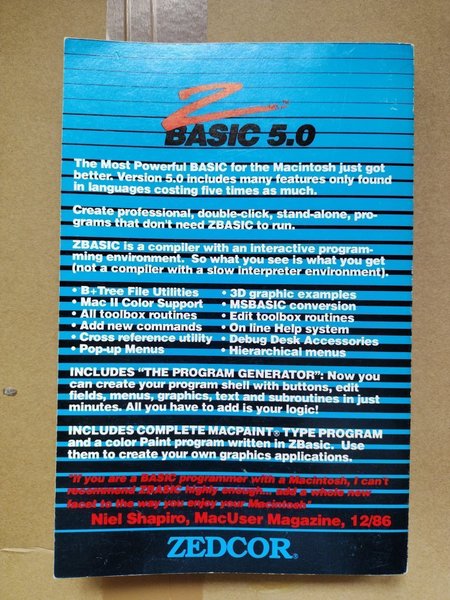 Z
BASIC 5.0
The Most Powerful BASIC for the Macintosh just got
better. Version 5.0 includes many features only found
in languages costing five times as much.
Create professional, double-click, stand-alone, pro-
grams that don't need ZBASIC to run.
ZBASIC is a compiler with an interactive program-
ming environment. So what you see is what you get
(not a compiler with a slow interpreter environment).
• B+Tree File Utilities
• Mac II Color Support
• All toolbox routines
• Add new commands
• Cross reference utility
• Pop-up Menus
• 3D graphic examples
• MSBASIC conversion
• Edit toolbox routines
• On line Help system
• Debug Desk Accessories
• Hierarchical menus
INCLUDES "THE PROGRAM GENERATOR": Now you
can create your program shell with buttons, edit
fields, menus, graphics, text and subroutines in just
minutes. All you have to add is your logic!
INCLUDES COMPLETE MACPAINT® TYPE PROGRAM
and a color Paint program written in ZBasic. Use
them to create your own graphics applications.
"If you are a BASIC programmer with a Macintosh, I can't
recommend ZBASIC highly enough... add a whole new
facet to the way you enjoy your Macintosh"
Niel Shapiro, MacUser Magazine, 12/86
ZEDCOR®